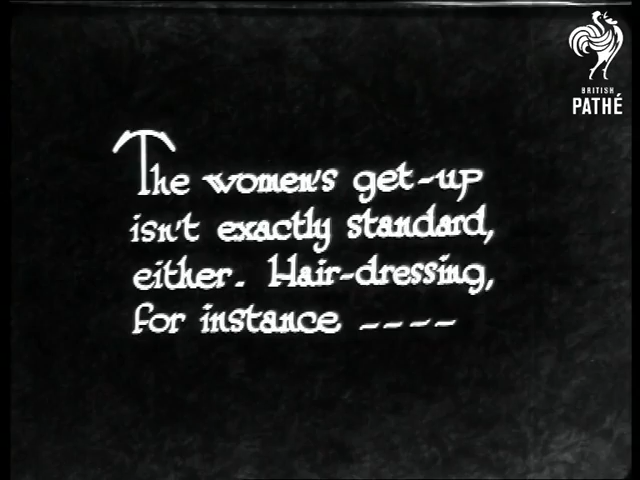 BRITISH
PATHÉ
The women's get-up
isn't exactly standard,
either. Hair-dressing,
for instance ----